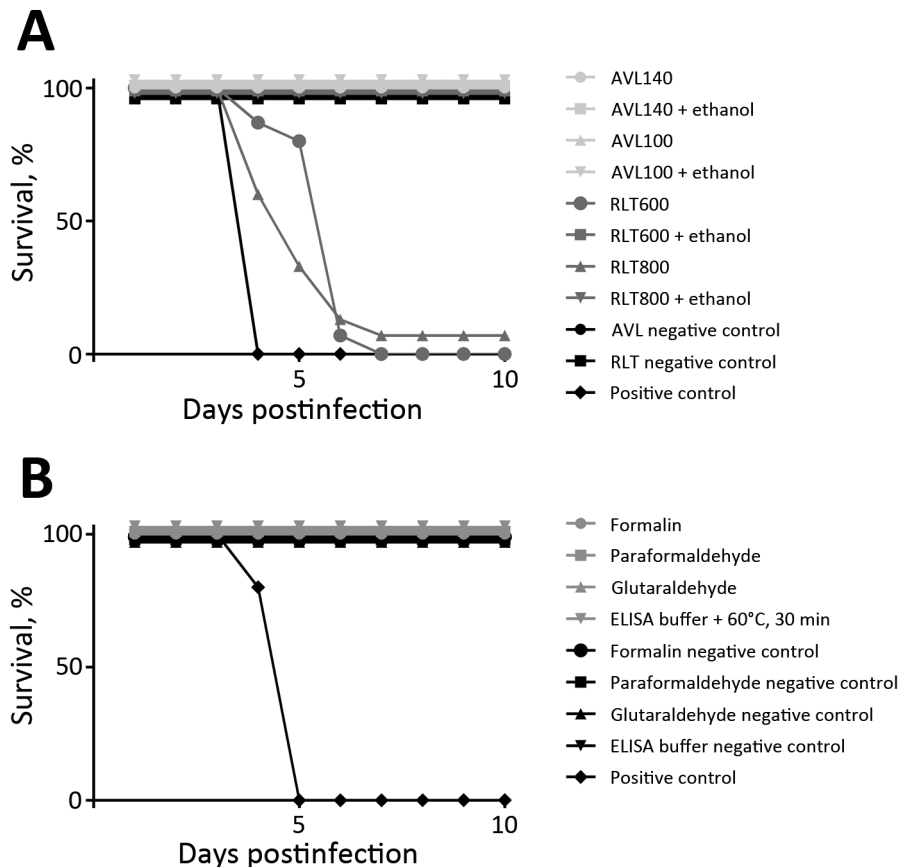 A
100
50
0
Survival, %
5
10
Days postinfection
AVL140
AVL140 + ethanol
AVL100
AVL100 + ethanol
RLT600
RLT600 + ethanol
RLT800
RLT800 + ethanol
AVL negative control
RLT negative control
Positive control
B
100
50
0
Survival, %
5
10
Days postinfection
Formalin
Paraformaldehyde
Glutaraldehyde
ELISA buffer + 60°C, 30 min
Formalin negative control
Paraformaldehyde negative control
Glutaraldehyde negative control
ELISA buffer negative control
Positive control